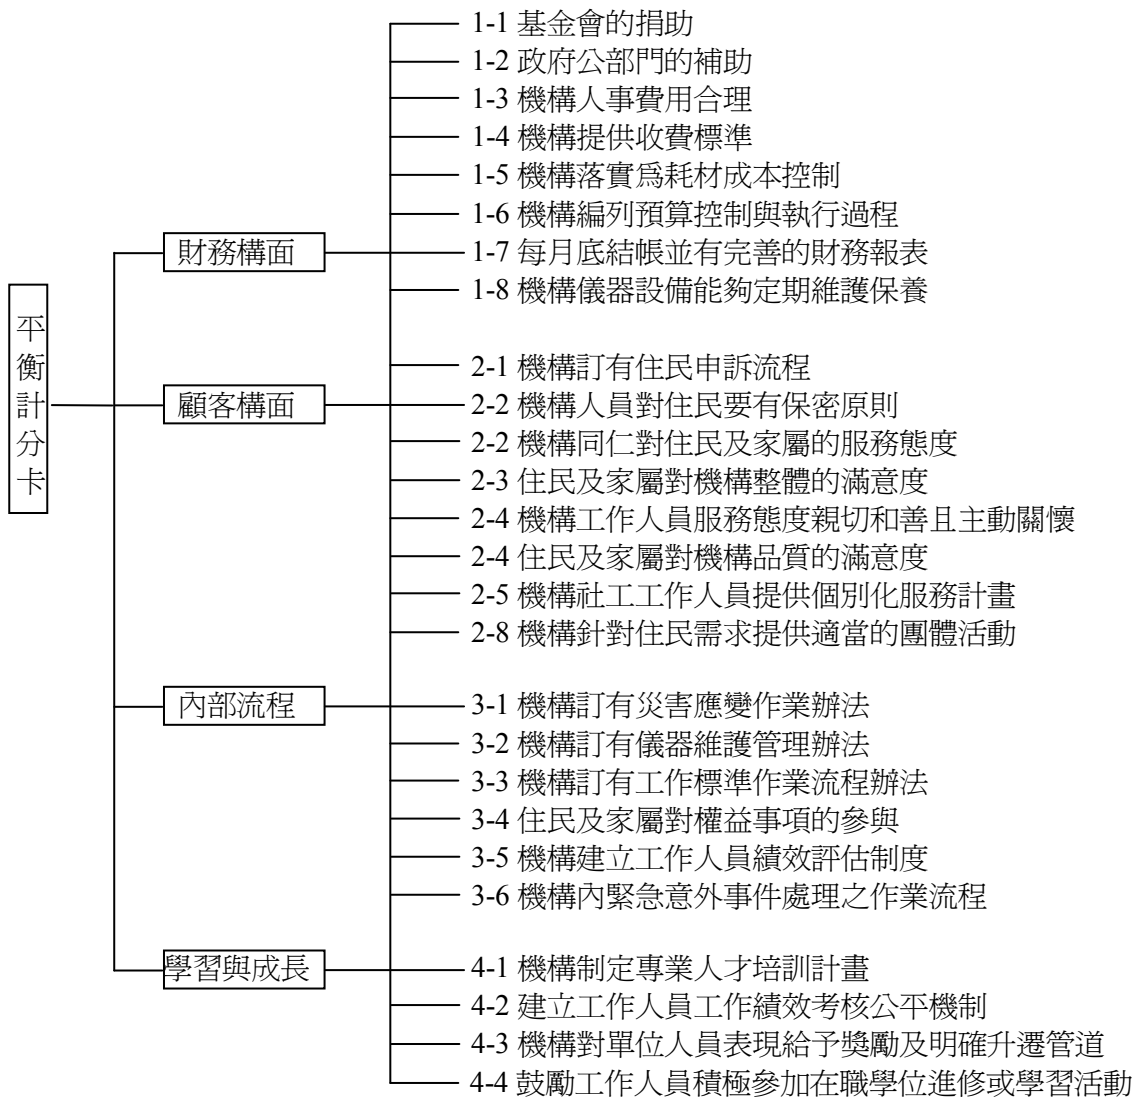 平衡計分卡
財務構面
1-1 基金會的捐助
1-2 政府公部門的補助
1-3 機構人事費用合理
1-4 機構提供收費標準
1-5 機構落實為耗材成本控制
1-6 機構編列預算控制與執行過程
1-7 每月底結帳並有完善的財務報表
1-8 機構儀器設備能夠定期維護保養
顧客構面
2-1 機構訂有住民申訴流程
2-2 機構人員對住民要有保密原則
2-2 機構同仁對住民及家屬的服務態度
2-3 住民及家屬對機構整體的滿意度
2-4 機構工作人員服務態度親切和善且主動關懷
2-4 住民及家屬對機構品質的滿意度
2-5 機構社工工作人員提供個別化服務計畫
2-8 機構針對住民需求提供適當的團體活動
內部流程
3-1 機構訂有災害應變作業辦法
3-2 機構訂有儀器維護管理辦法
3-3 機構訂有工作標準作業流程辦法
3-4 住民及家屬對權益事項的參與
3-5 機構建立工作人員績效評估制度
3-6 機構內緊急意外事件處理之作業流程
學習與成長
4-1 機構制定專業人才培訓計畫
4-2 建立工作人員工作績效考核公平機制
4-3 機構對單位人員表現給予獎勵及明確升遷管道
4-4 鼓勵工作人員積極參加在職學位進修或學習活動